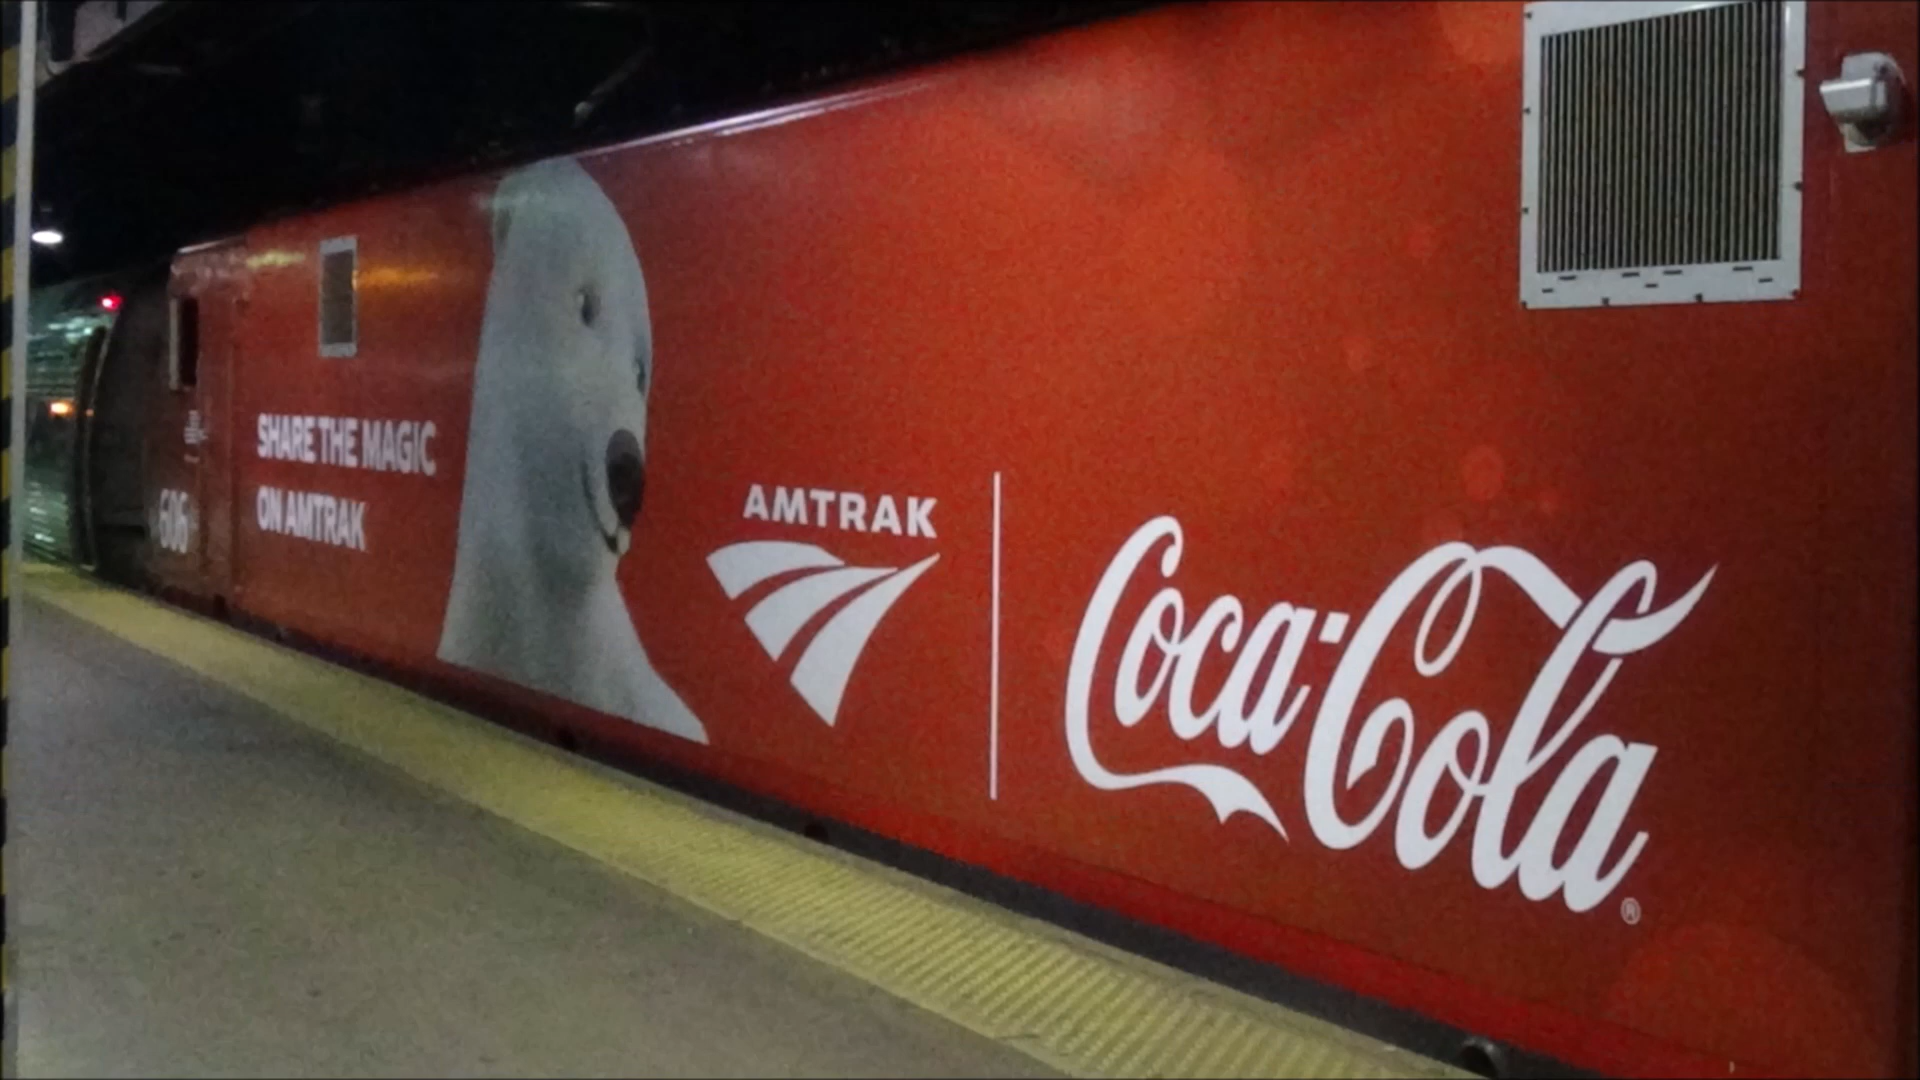 606
SHARE THE MAGIC
ON AMTRAK
AMTRAK
Coca-Cola®